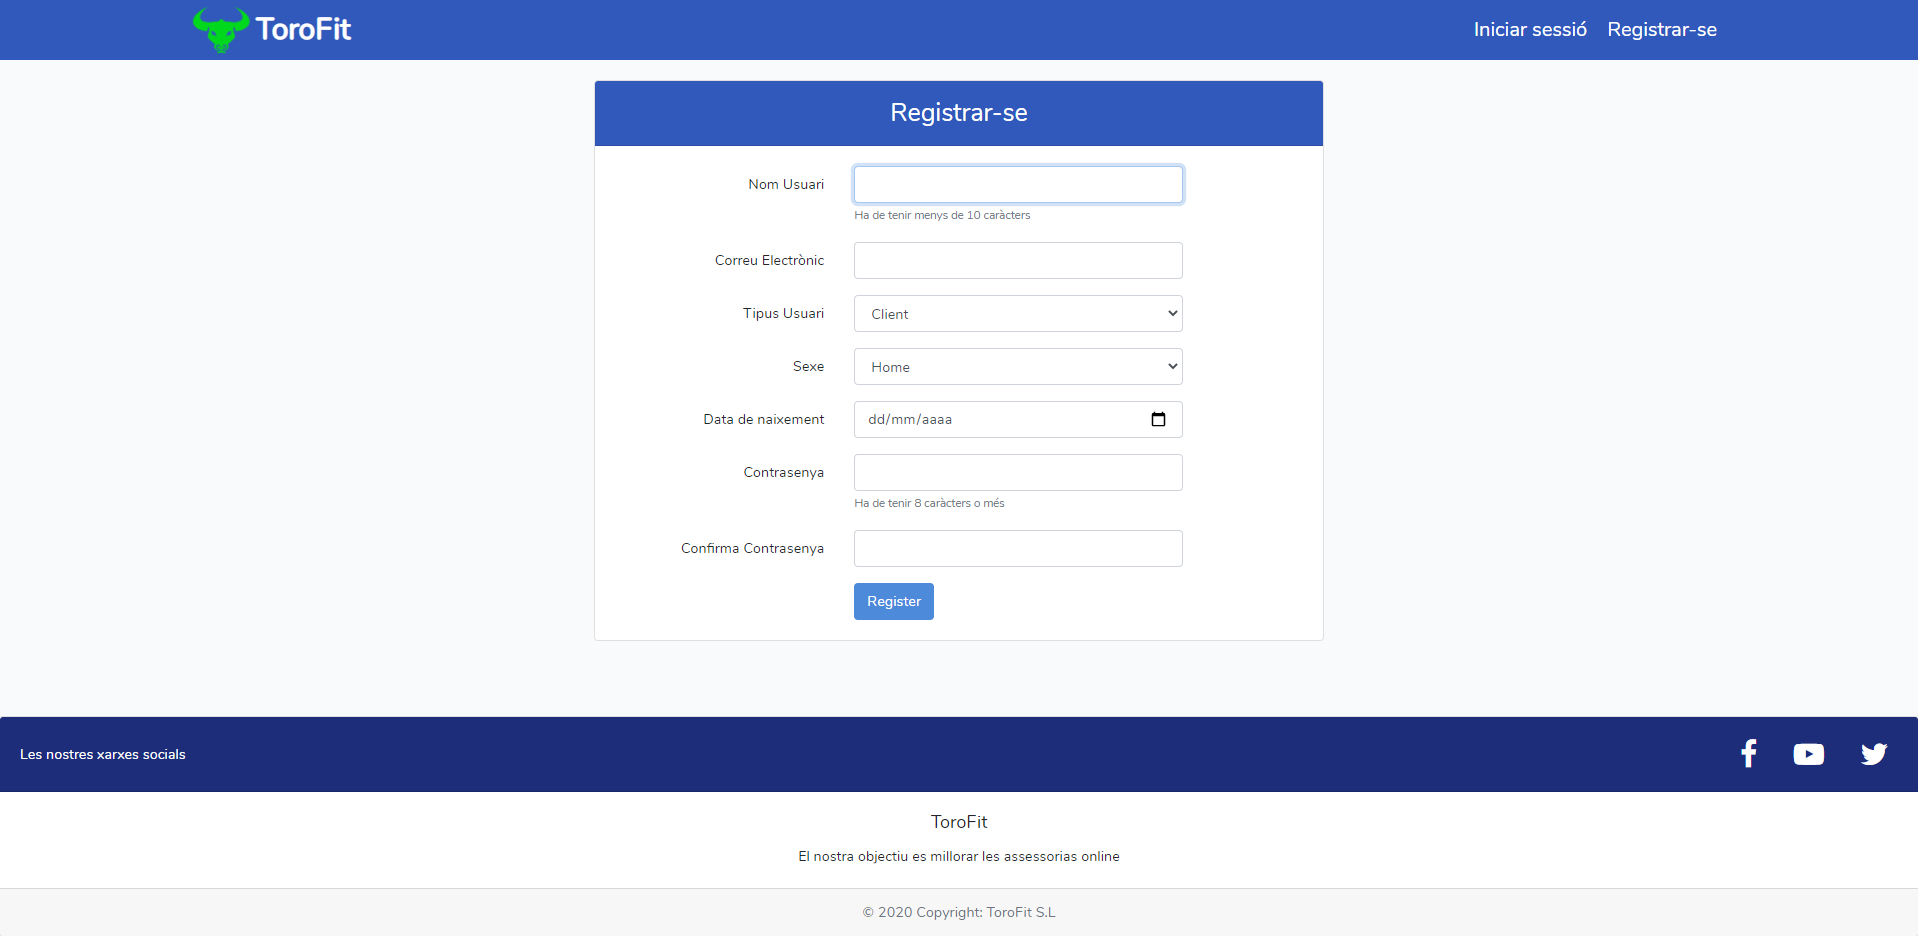 ToroFit
Iniciar sessió Registrar-se
Registrar-se
Nom Usuari
Ha de tenir menys de 10 caràcters
Correu Electrònic
Tipus Usuari Client
Sexe Home
Data de naixement dd/mm/aaaa
Contrasenya
Ha de tenir 8 caràcters o més
Confirma Contrasenya
Register
Les nostres xarxes socials
ToroFit
El nostra objectiu es millorar les assessorias online
© 2020 Copyright: ToroFit S.L